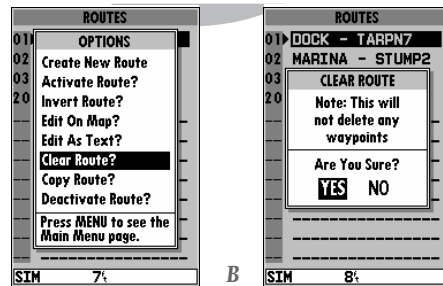 ROUTES
01
02
03
20
OPTIONS
Create New Route
Activate Route?
Invert Route?
Edit On Map?
Edit As Text?
Clear Route?
Copy Route?
Deactivate Route?
Press MENU to see the
Main Menu page.
SIM 7
B
ROUTES
01 DOCK - TARPN7
02 MARINA - STUMP2
03
20
CLEAR ROUTE
Note: This will
not delete any
waypoints
Are You Sure?
YES NO
SIM 8